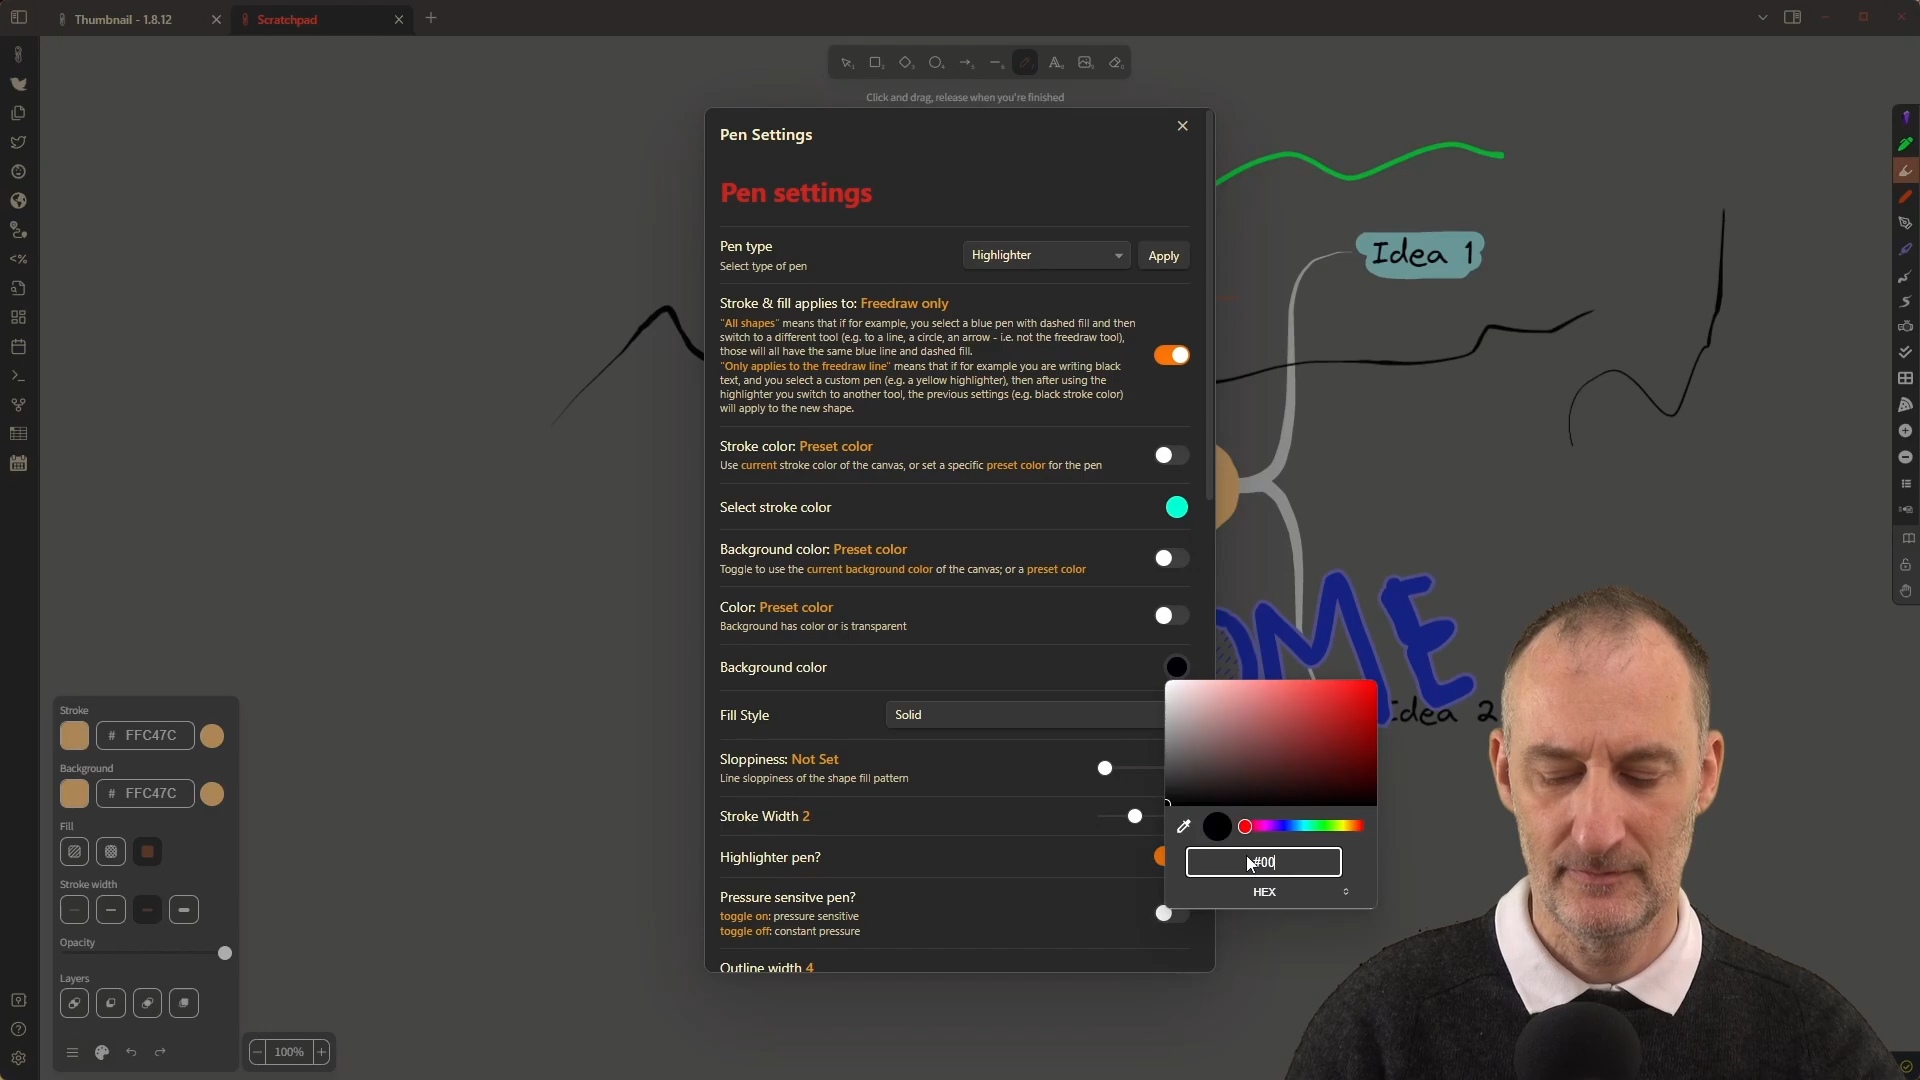 Thumbnail - 1.8.12
Scratchpad
Click and drag, release when you're finished
Pen Settings
Pen settings
Pen type
Select type of pen
Highlighter
Apply
Stroke & fill applies to: Freedraw only
"All shapes" means that if for example, you select a blue pen with dashed fill and then
switch to a different tool (e.g. to a line, a circle, an arrow - i.e. not the freedraw tool),
those will all have the same blue line and dashed fill.
"Only applies to the freedraw line" means that if for example you are writing black
text, and you select a custom pen (e.g. a yellow highlighter), then after using the
highlighter you switch to another tool, the previous settings (e.g. black stroke color)
will apply to the new shape.
Stroke color: Preset color
Use current stroke color of the canvas, or set a specific preset color for the pen
Select stroke color
Background color: Preset color
Toggle to use the current background color of the canvas; or a preset color
Color: Preset color
Background has color or is transparent
Background color
Fill Style
Solid
Sloppiness: Not Set
Line sloppiness of the shape fill pattern
Stroke Width 2
Highlighter pen?
Pressure sensitve pen?
toggle on: pressure sensitive
toggle off: constant pressure
Outline width 4
#00
HEX
Idea 1
OME
Idea 2
Stroke
# FFC47C
Background
# FFC47C
Fill
Stroke width
Opacity
Layers
100%